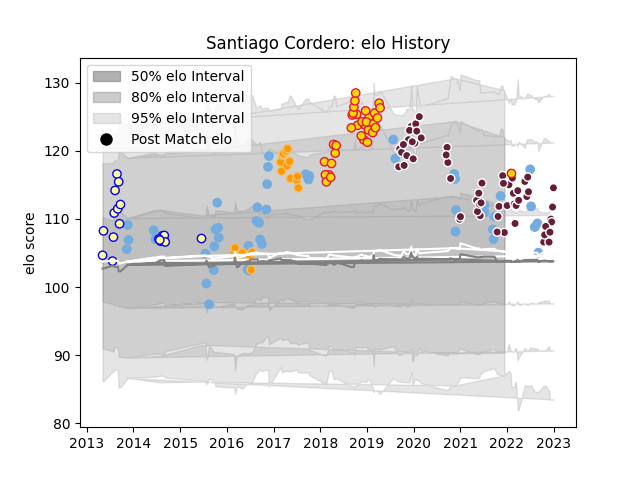 Santiago Cordero: elo History
50% elo Interval
80% elo Interval
95% elo Interval
Post Match elo
elo score
130
120
110
100
90
80
2013 2014 2015 2016 2017 2018 2019 2020 2021 2022 2023